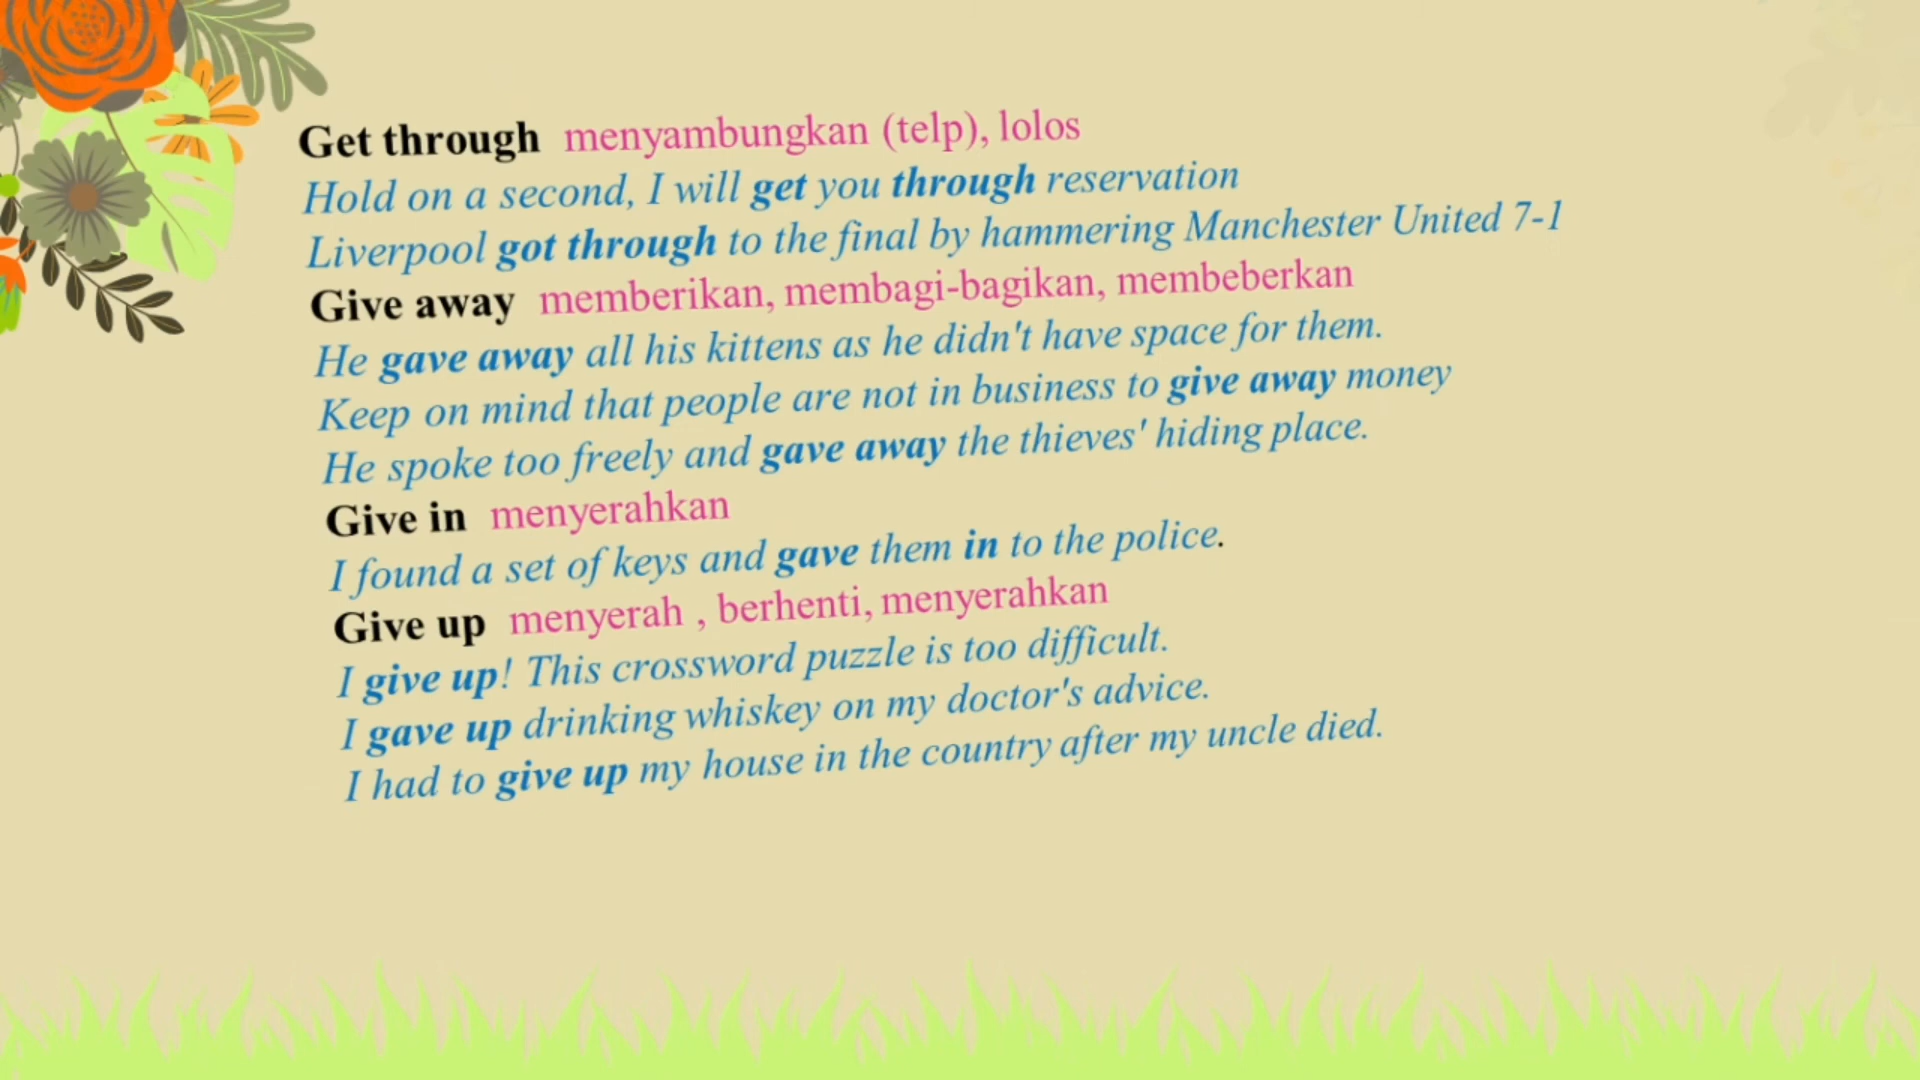 Get through menyambungkan (telp), lolos
Hold on a second, I will get you through reservation
Liverpool got through to the final by hammering Manchester United 7-1
Give away memberikan, membagi-bagikan, membeberkan
He gave away all his kittens as he didn't have space for them.
Keep on mind that people are not in business to give away money
He spoke too freely and gave away the thieves' hiding place.
Give in menyerahkan
I found a set of keys and gave them in to the police.
Give up menyerah , berhenti, menyerahkan
I give up! This crossword puzzle is too difficult.
I gave up drinking whiskey on my doctor's advice.
I had to give up my house in the country after my uncle died.